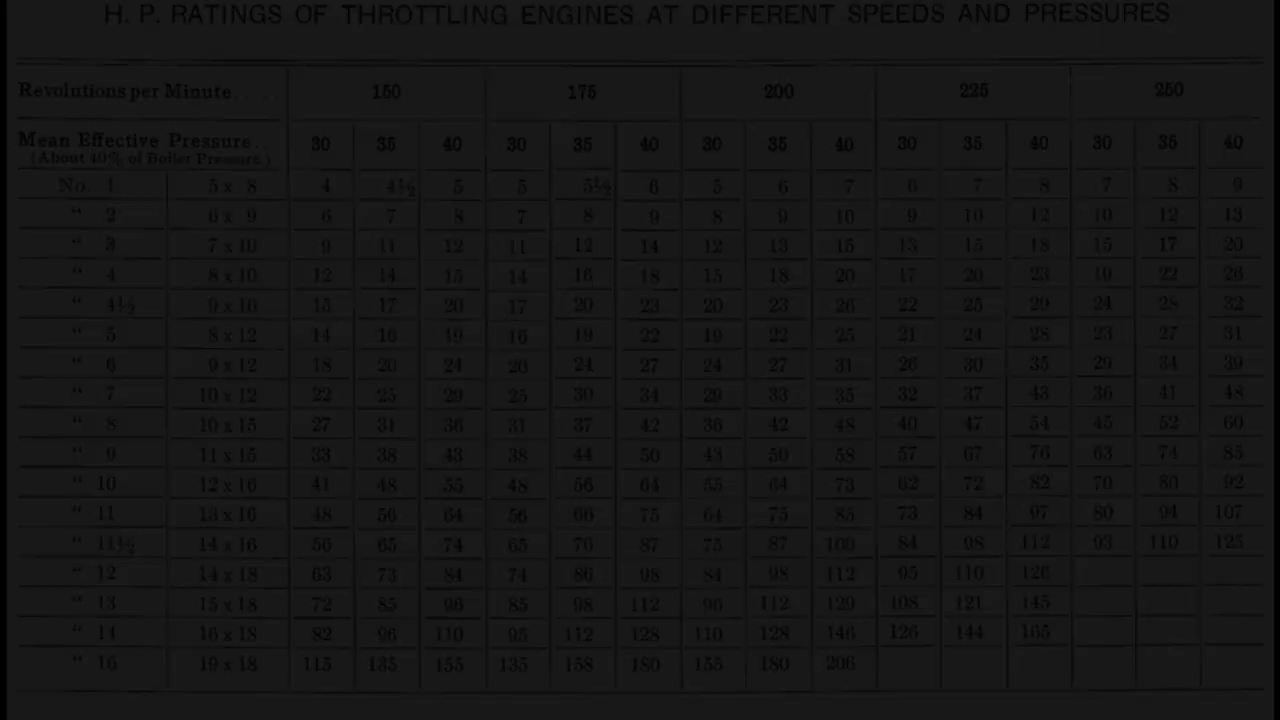 H. P. RATINGS OF THROTTLING ENGINES AT DIFFERENT SPEEDS AND PRESSURES
Revolutions per Minute.... 150 175 200 225 250
Mean Effective Pressure.. 30 35 40 30 35 40 30 35 40 30 35 40 30 35 40
(About 40% of Boiler Pressure.)
No. 1 5 x 8 4 4½ 5 5 5½ 6 5 6 7 6 7 8 7 8 9
" 2 6 x 9 6 7 8 7 8 9 8 9 10 9 10 12 10 12 13
" 3 7 x 10 9 11 12 11 12 14 12 13 15 13 15 18 15 17 20
" 4 8 x 10 12 14 15 14 16 18 15 18 20 17 20 23 19 22 26
" 4½ 9 x 10 15 17 20 17 20 23 20 23 26 22 25 29 24 28 32
" 5 8 x 12 14 16 19 16 19 22 19 22 25 21 24 28 23 27 31
" 6 9 x 12 18 20 24 20 24 27 24 27 31 26 30 35 29 34 39
" 7 10 x 12 22 25 29 25 30 34 29 33 35 32 37 43 36 41 48
" 8 10 x 15 27 31 36 31 37 42 36 42 48 40 47 54 45 52 60
" 9 11 x 15 33 38 43 38 44 50 43 50 58 57 67 76 63 74 85
" 10 12 x 16 41 48 55 48 56 64 55 64 73 62 72 82 70 80 92
" 11 13 x 16 48 56 64 56 66 75 64 75 85 73 84 97 80 94 107
" 11½ 14 x 16 56 65 74 65 76 87 75 87 100 84 98 112 93 110 125
" 12 14 x 18 63 73 84 74 86 98 84 98 112 95 110 126
" 13 15 x 18 72 85 96 85 98 112 96 112 129 108 121 145
" 14 16 x 18 82 96 110 95 112 128 110 128 146 126 144 165
" 16 19 x 18 115 135 155 135 158 180 155 180 206